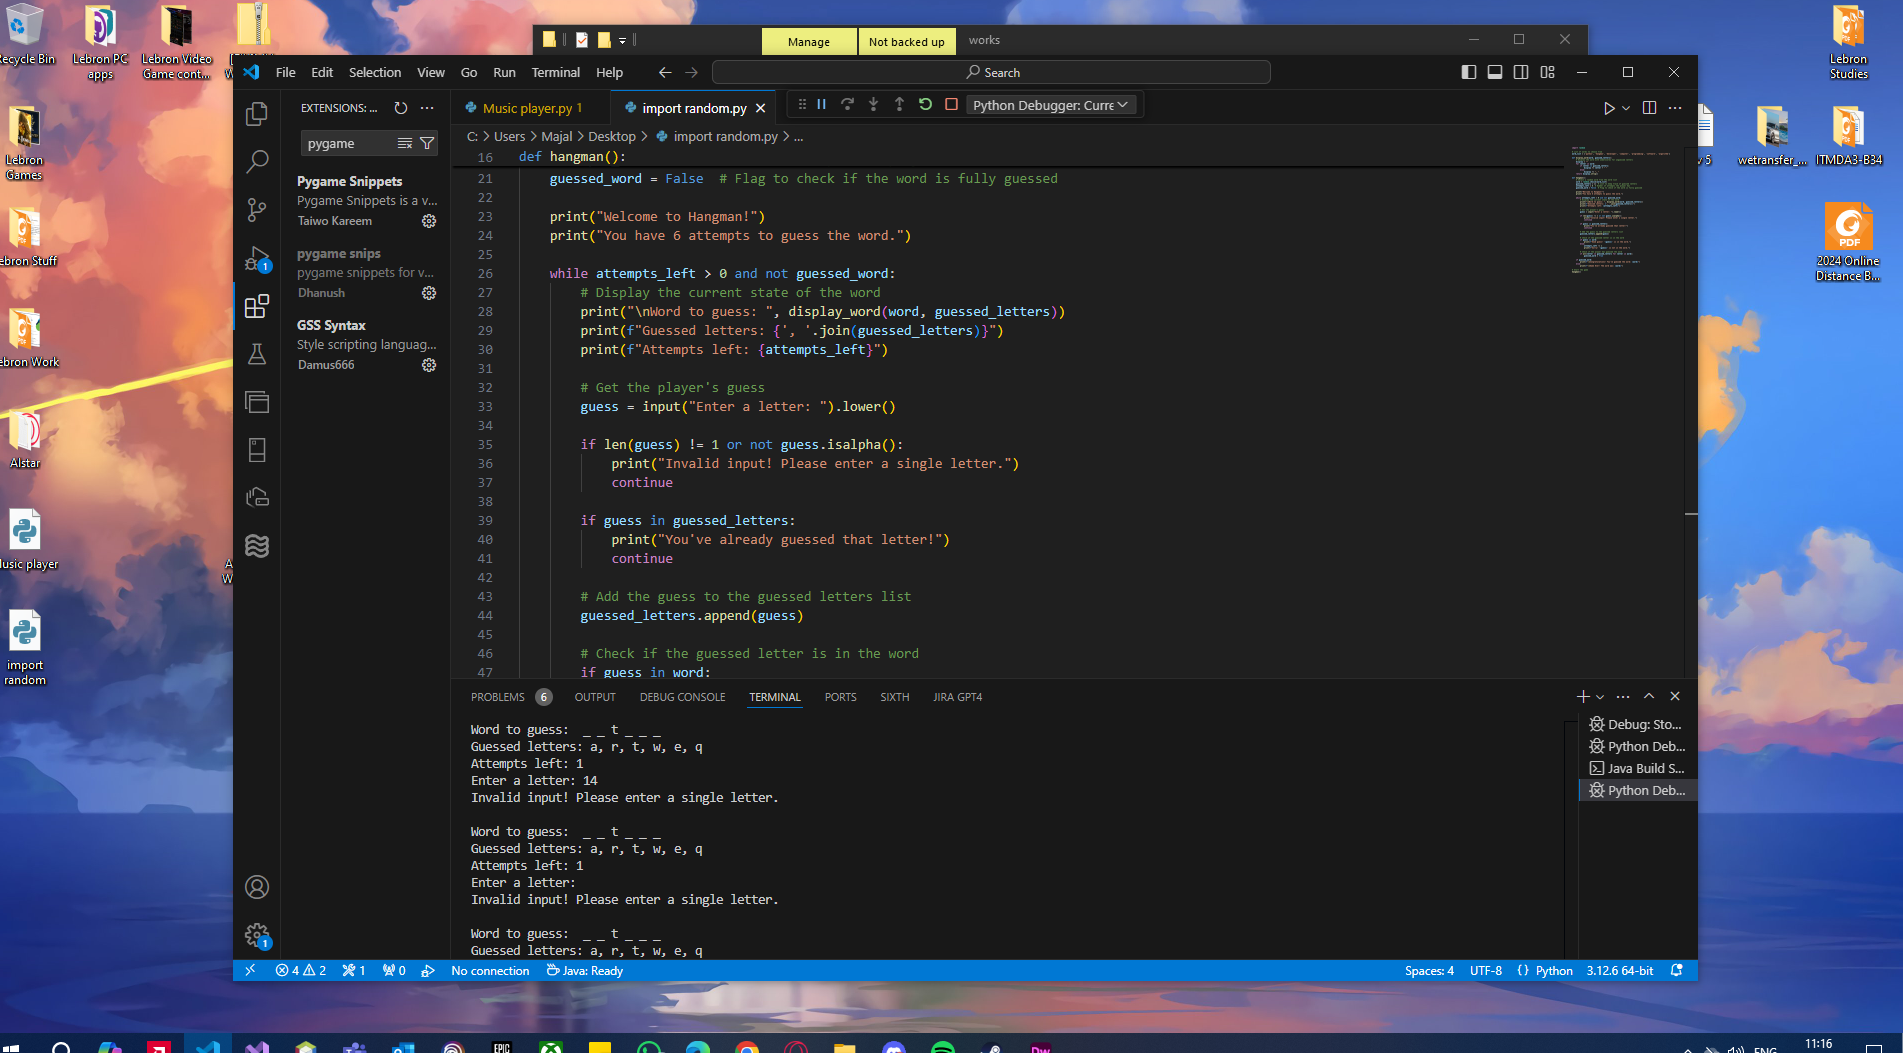 Recycle Bin
Lebron PC apps
Lebron Video Game cont...
Lebron Games
ebron Stuff
ebron Work
Alstar
Music player
import random
Lebron Studies
wetransfer_...
ITMDA3-B34
v 5
PDF
2024 Online Distance B...
Manage
Not backed up
works
File Edit Selection View Go Run Terminal Help
Search
EXTENSIONS: ...
pygame
Pygame Snippets
Pygame Snippets is a v...
Taiwo Kareem
pygame snips
pygame snippets for v...
Dhanush
GSS Syntax
Style scripting languag...
Damus666
1
1
Music player.py 1
import random.py
Python Debugger: Curre
C: > Users > Majal > Desktop > import random.py > ...
16 def hangman():
21 guessed_word = False # Flag to check if the word is fully guessed
22
23 print("Welcome to Hangman!")
24 print("You have 6 attempts to guess the word.")
25
26 while attempts_left > 0 and not guessed_word:
27 # Display the current state of the word
28 print("\nWord to guess: ", display_word(word, guessed_letters))
29 print(f"Guessed letters: {', '.join(guessed_letters)}")
30 print(f"Attempts left: {attempts_left}")
31
32 # Get the player's guess
33 guess = input("Enter a letter: ").lower()
34
35 if len(guess) != 1 or not guess.isalpha():
36 print("Invalid input! Please enter a single letter.")
37 continue
38
39 if guess in guessed_letters:
40 print("You've already guessed that letter!")
41 continue
42
43 # Add the guess to the guessed letters list
44 guessed_letters.append(guess)
45
46 # Check if the guessed letter is in the word
47 if guess in word:
PROBLEMS 6 OUTPUT DEBUG CONSOLE TERMINAL PORTS SIXTH JIRA GPT4
Word to guess: _ _ t _ _ _
Guessed letters: a, r, t, w, e, q
Attempts left: 1
Enter a letter: 14
Invalid input! Please enter a single letter.
Word to guess: _ _ t _ _ _
Guessed letters: a, r, t, w, e, q
Attempts left: 1
Enter a letter:
Invalid input! Please enter a single letter.
Word to guess: _ _ t _ _ _
Guessed letters: a, r, t, w, e, q
Debug: Sto...
Python Deb...
Java Build S...
Python Deb...
4 2 1 0 No connection Java: Ready
Spaces: 4 UTF-8 {} Python 3.12.6 64-bit
EPIC
Dw
ENG
11:16